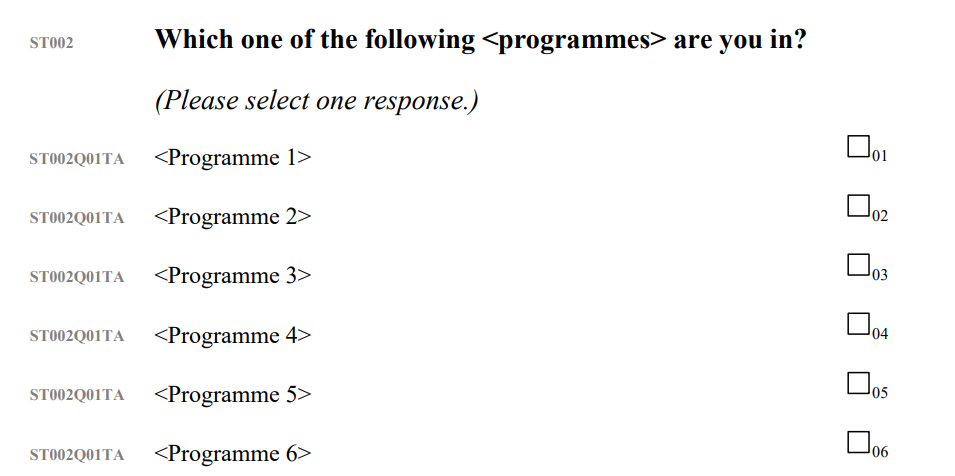 ST002 Which one of the following <programmes> are you in?
(Please select one response.)
ST002Q01TA <Programme 1> 01
ST002Q01TA <Programme 2> 02
ST002Q01TA <Programme 3> 03
ST002Q01TA <Programme 4> 04
ST002Q01TA <Programme 5> 05
ST002Q01TA <Programme 6> 06